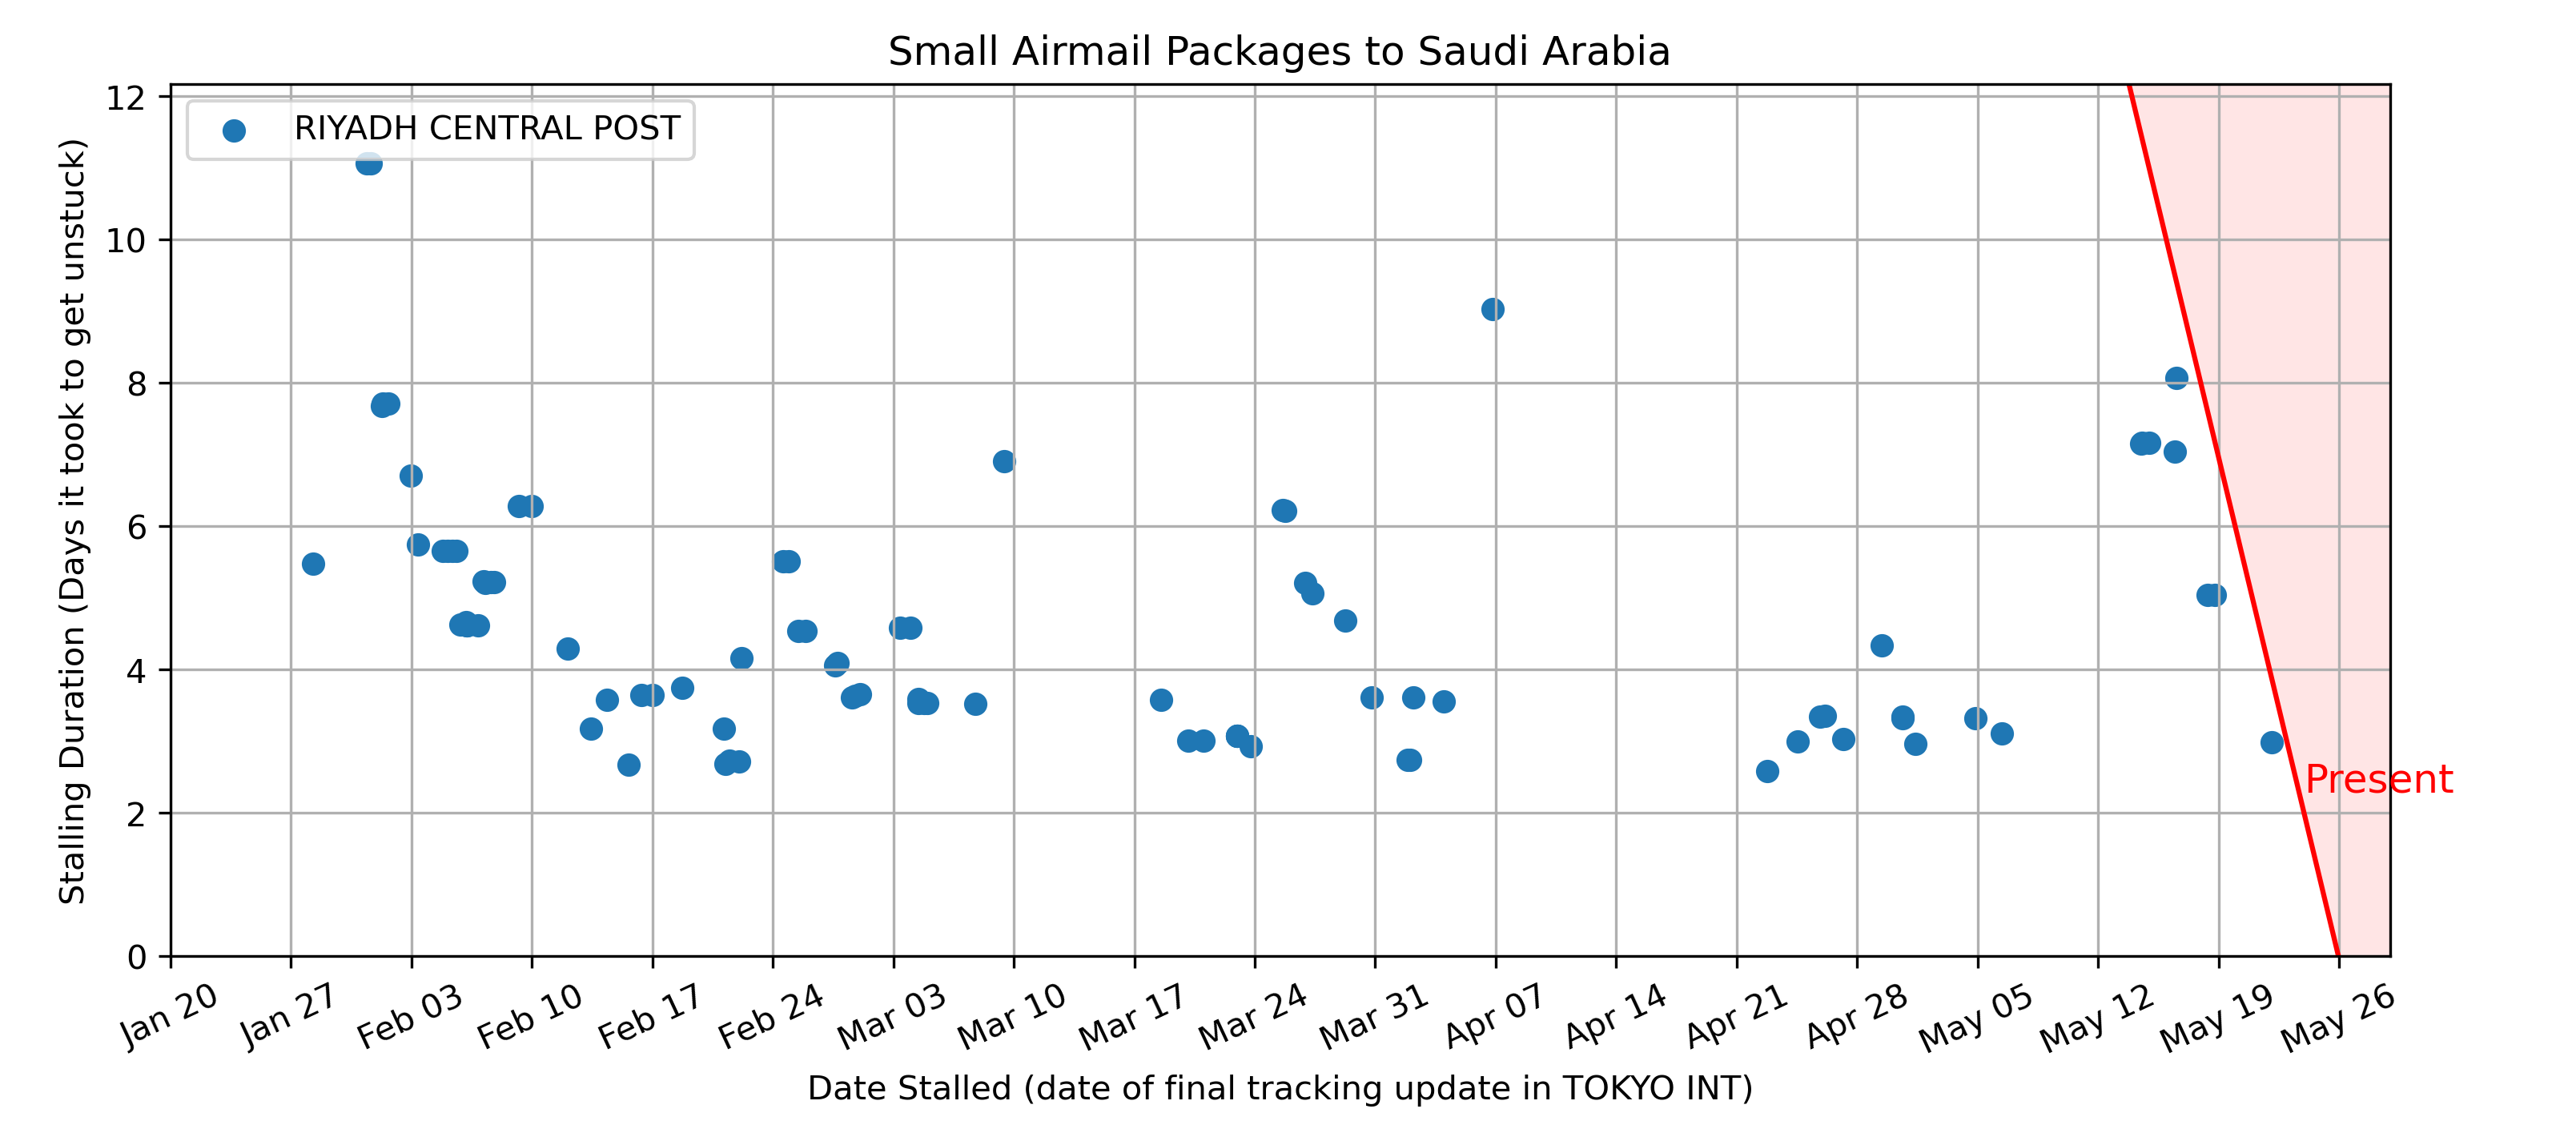 Small Airmail Packages to Saudi Arabia
Stalling Duration (Days it took to get unstuck)
12
10
8
6
4
2
0
RIYADH CENTRAL POST
Present
Jan 20 Jan 27 Feb 03 Feb 10 Feb 17 Feb 24 Mar 03 Mar 10 Mar 17 Mar 24 Mar 31 Apr 07 Apr 14 Apr 21 Apr 28 May 05 May 12 May 19 May 26
Date Stalled (date of final tracking update in TOKYO INT)